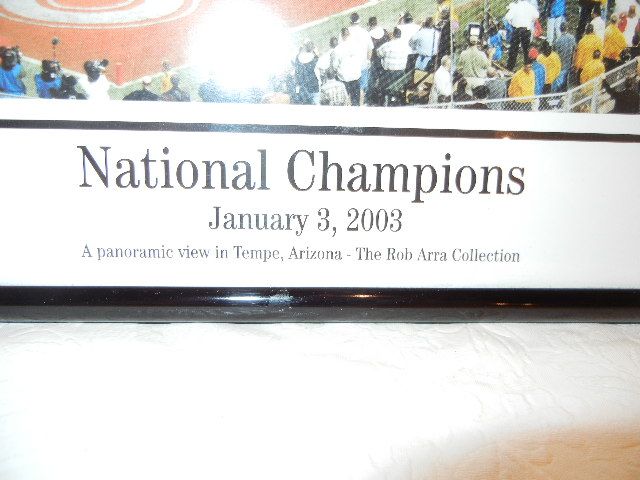 National Champions
January 3, 2003
A panoramic view in Tempe, Arizona - The Rob Arra Collection